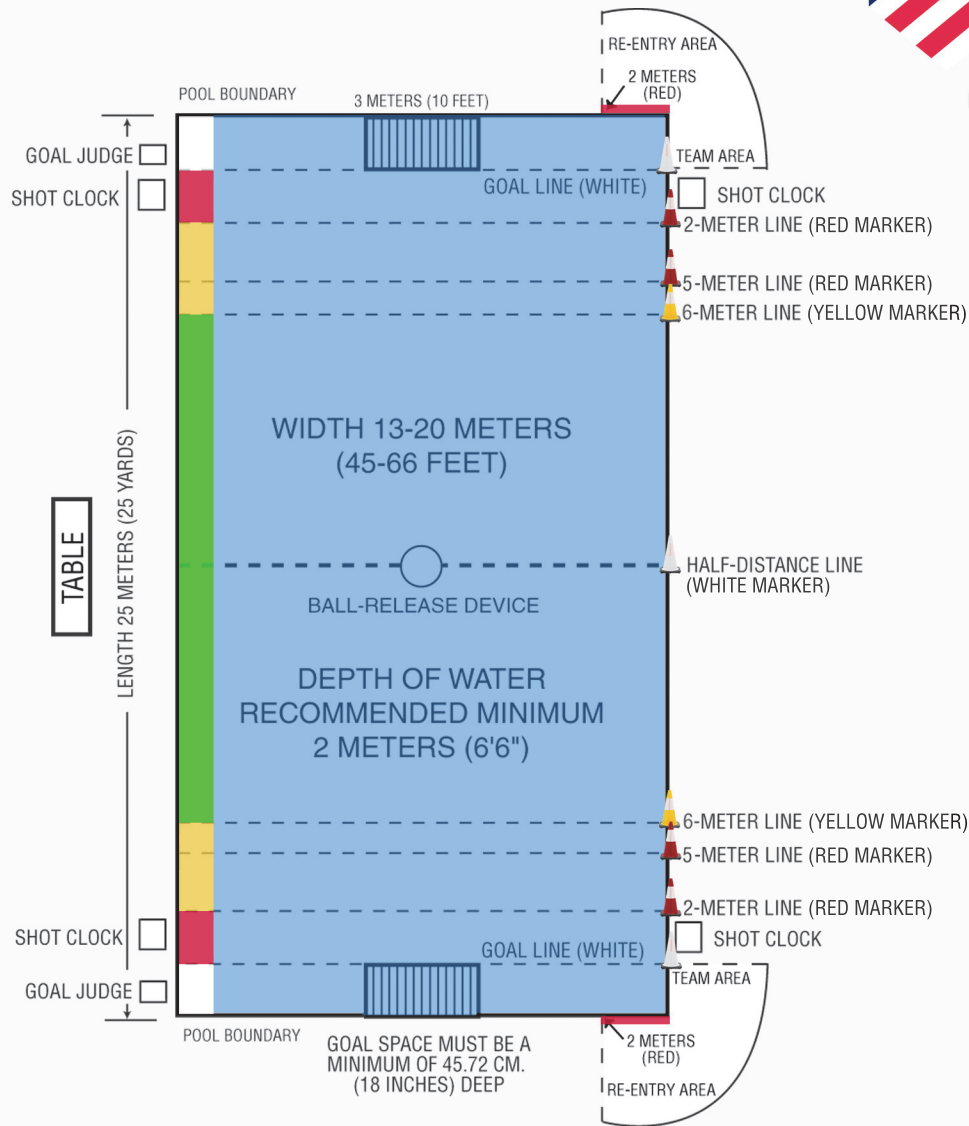 RE-ENTRY AREA
2 METERS
(RED)
POOL BOUNDARY
3 METERS (10 FEET)
GOAL JUDGE
TEAM AREA
SHOT CLOCK
GOAL LINE (WHITE)
SHOT CLOCK
2-METER LINE (RED MARKER)
5-METER LINE (RED MARKER)
6-METER LINE (YELLOW MARKER)
WIDTH 13-20 METERS
(45-66 FEET)
TABLE
LENGTH 25 METERS (25 YARDS)
HALF-DISTANCE LINE
(WHITE MARKER)
BALL-RELEASE DEVICE
DEPTH OF WATER
RECOMMENDED MINIMUM
2 METERS (6'6")
6-METER LINE (YELLOW MARKER)
5-METER LINE (RED MARKER)
2-METER LINE (RED MARKER)
SHOT CLOCK
GOAL LINE (WHITE)
SHOT CLOCK
TEAM AREA
GOAL JUDGE
POOL BOUNDARY
GOAL SPACE MUST BE A
MINIMUM OF 45.72 CM.
(18 INCHES) DEEP
2 METERS
(RED)
RE-ENTRY AREA